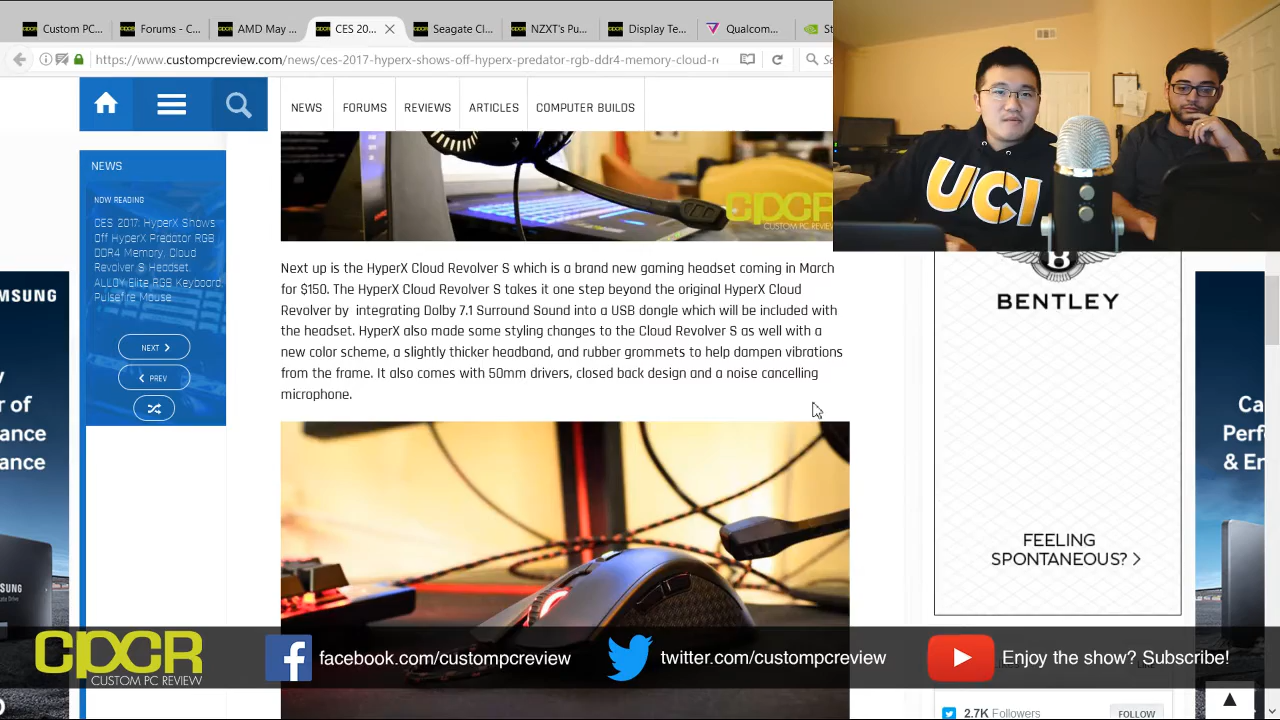 Custom PC...
Forums - C...
AMD May ...
CES 20...
Seagate Cl...
NZXT's Pu...
Display Te...
Qualcom...
https://www.custompcreview.com/news/ces-2017-hyperx-shows-off-hyperx-predator-rgb-ddr4-memory-cloud-re
NEWS
FORUMS
REVIEWS
ARTICLES
COMPUTER BUILDS
NEWS
NOW READING
CES 2017: HyperX Shows
Off HyperX Predator RGB
DDR4 Memory, Cloud
Revolver S Headset,
ALLOY Elite RGB Keyboard,
Pulsefire Mouse
NEXT
PREV
CPCR
CUSTOM PC REVIEW
Next up is the HyperX Cloud Revolver S which is a brand new gaming headset coming in March
for $150. The HyperX Cloud Revolver S takes it one step beyond the original HyperX Cloud
Revolver by integrating Dolby 7.1 Surround Sound into a USB dongle which will be included with
the headset. HyperX also made some styling changes to the Cloud Revolver S as well with a
new color scheme, a slightly thicker headband, and rubber grommets to help dampen vibrations
from the frame. It also comes with 50mm drivers, closed back design and a noise cancelling
microphone.
UCI
B
BENTLEY
FEELING
SPONTANEOUS? >
Ca
Perf
& Er
MSUNG
r of
ance
ance
CPCR
CUSTOM PC REVIEW
facebook.com/custompcreview
twitter.com/custompcreview
Enjoy the show? Subscribe!
2.7K Followers
FOLLOW